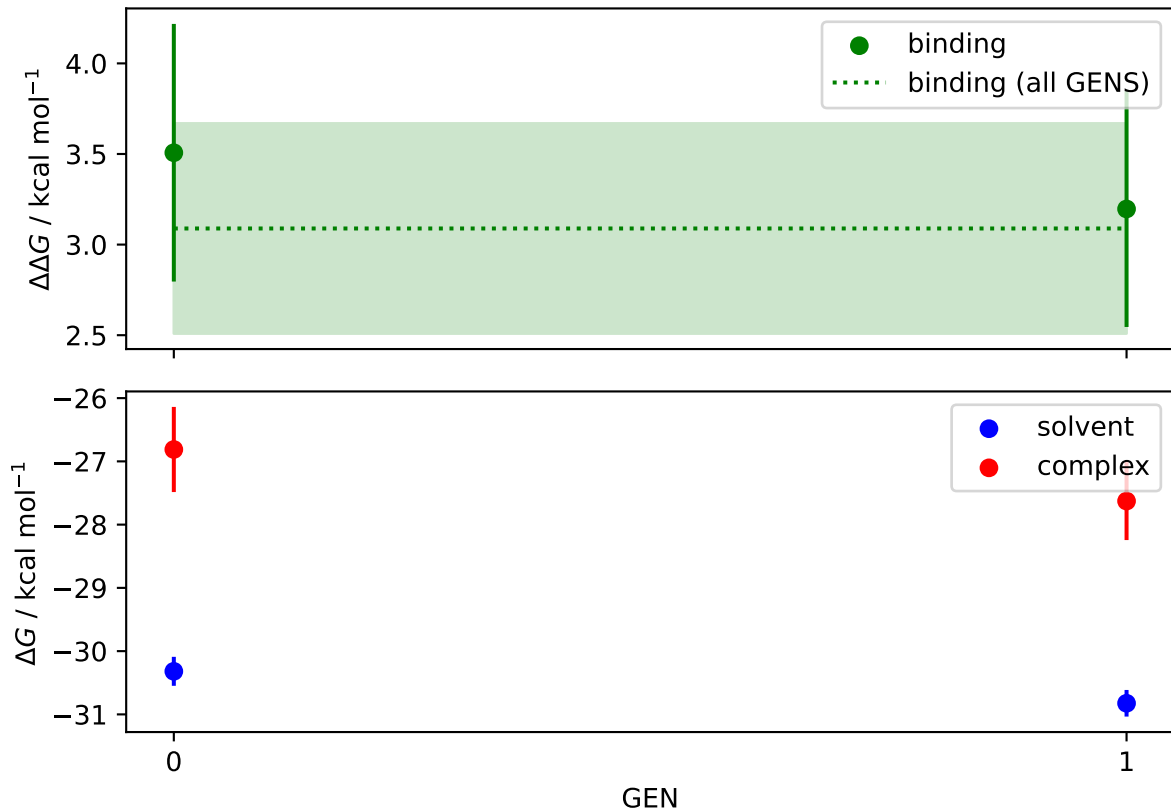 binding
binding (all GENS)
ΔΔG / kcal mol⁻¹
4.0
3.5
3.0
2.5
solvent
complex
ΔG / kcal mol⁻¹
−26
−27
−28
−29
−30
−31
0
1
GEN